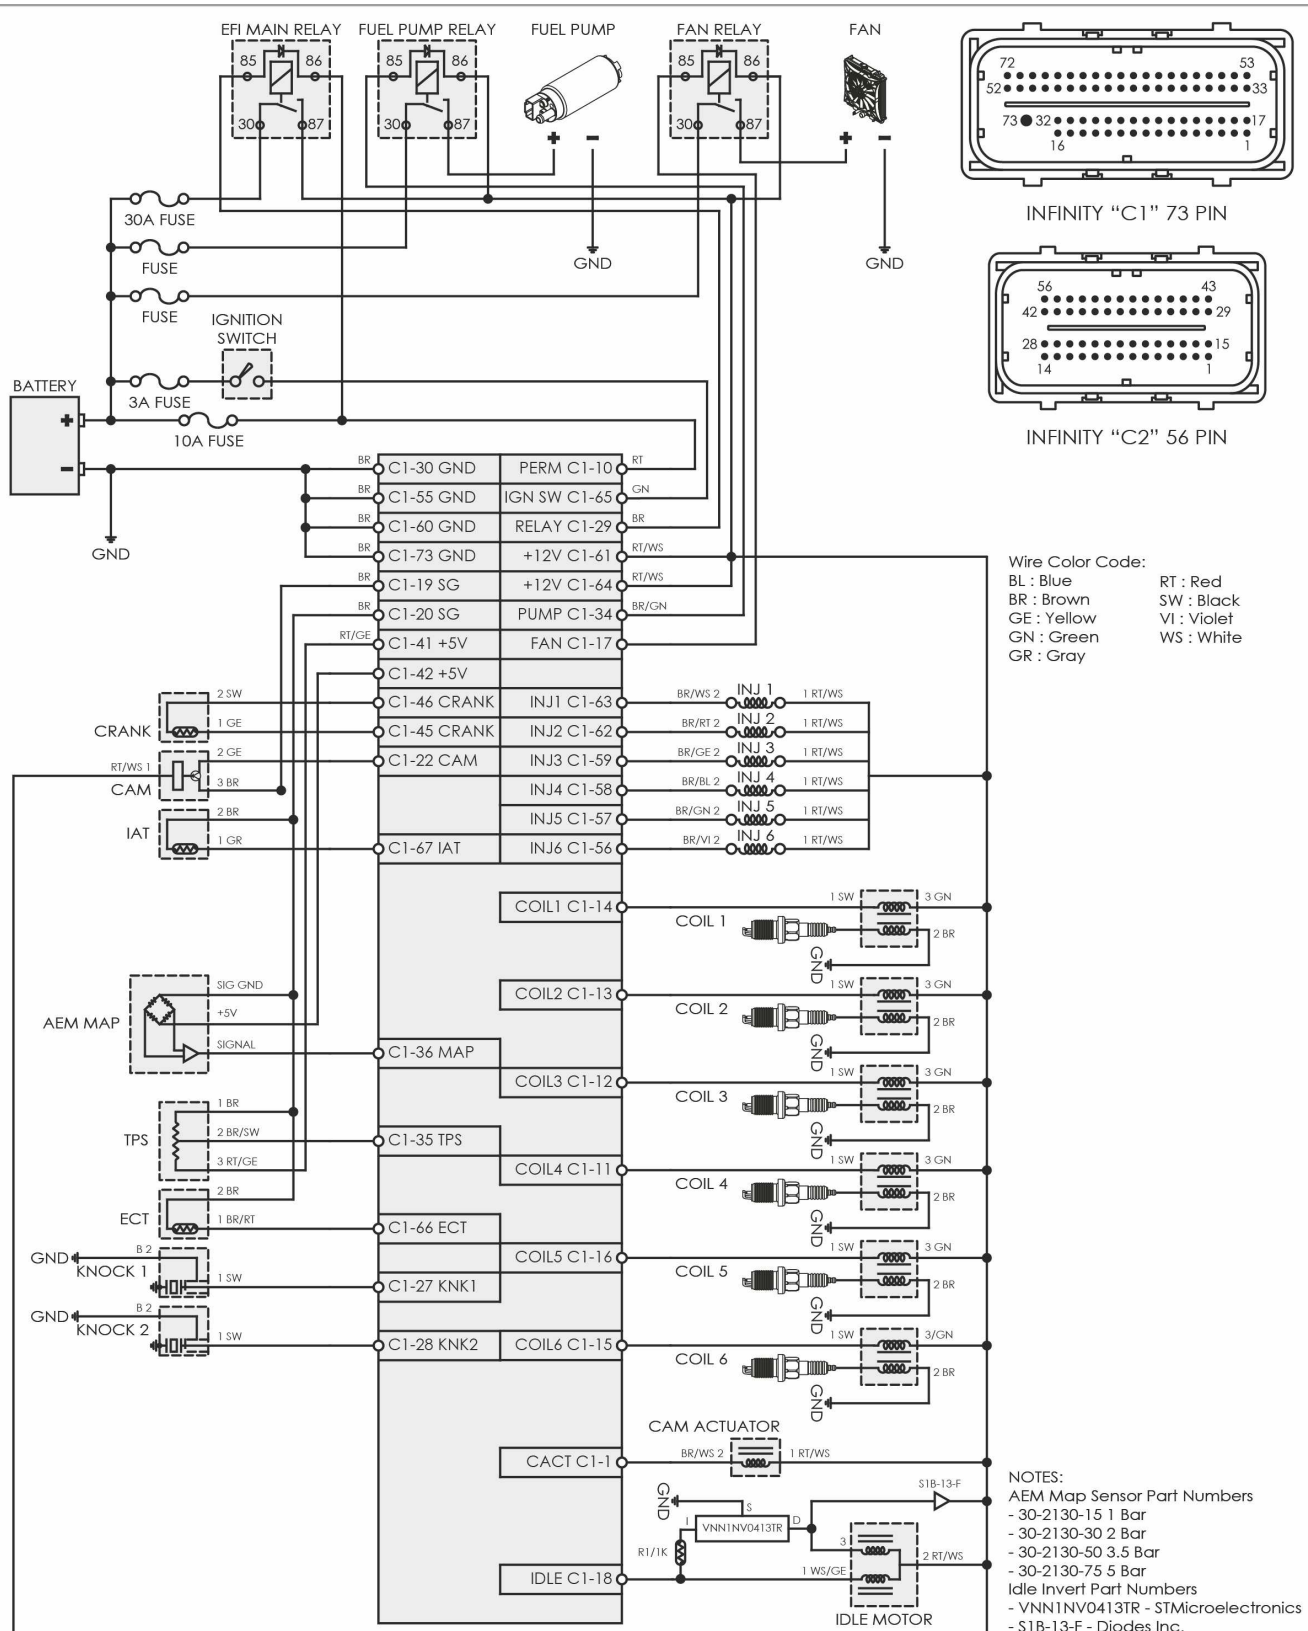 EFI MAIN RELAY FUEL PUMP RELAY FUEL PUMP FAN RELAY FAN
85 86 85 86 85 86
30 87 30 87 30 87
+ - + -
72 53
52 33
73 32 17
16 1
INFINITY “C1” 73 PIN
30A FUSE
FUSE
GND GND
FUSE
IGNITION
SWITCH
56 43
42 29
28 15
14 1
INFINITY “C2” 56 PIN
BATTERY
+
-
3A FUSE
10A FUSE
GND
BR C1-30 GND PERM C1-10 RT
BR C1-55 GND IGN SW C1-65 GN
BR C1-60 GND RELAY C1-29 BR
BR C1-73 GND +12V C1-61 RT/WS
BR C1-19 SG +12V C1-64 RT/WS
BR C1-20 SG PUMP C1-34 BR/GN
RT/GE C1-41 +5V FAN C1-17
C1-42 +5V
Wire Color Code:
BL : Blue RT : Red
BR : Brown SW : Black
GE : Yellow VI : Violet
GN : Green WS : White
GR : Gray
CRANK
2 SW C1-46 CRANK INJ1 C1-63 BR/WS 2 INJ 1 1 RT/WS
1 GE C1-45 CRANK INJ2 C1-62 BR/RT 2 INJ 2 1 RT/WS
RT/WS 1 CAM
2 GE C1-22 CAM INJ3 C1-59 BR/GE 2 INJ 3 1 RT/WS
3 BR INJ4 C1-58 BR/BL 2 INJ 4 1 RT/WS
IAT
2 BR INJ5 C1-57 BR/GN 2 INJ 5 1 RT/WS
1 GR C1-67 IAT INJ6 C1-56 BR/VI 2 INJ 6 1 RT/WS
COIL1 C1-14 COIL 1 1 SW 3 GN
2 BR
GND
AEM MAP
SIG GND
+5V
SIGNAL C1-36 MAP
COIL2 C1-13 COIL 2 1 SW 3 GN
2 BR
GND
COIL3 C1-12 COIL 3 1 SW 3 GN
2 BR
GND
TPS
1 BR
2 BR/SW C1-35 TPS
3 RT/GE
COIL4 C1-11 COIL 4 1 SW 3 GN
2 BR
GND
ECT
2 BR
1 BR/RT C1-66 ECT
COIL5 C1-16 COIL 5 1 SW 3 GN
2 BR
GND
GND B 2
KNOCK 1
1 SW C1-27 KNK1
GND B 2
KNOCK 2
1 SW C1-28 KNK2
COIL6 C1-15 COIL 6 1 SW 3/GN
2 BR
GND
CAM ACTUATOR
CACT C1-1 BR/WS 2 1 RT/WS
GND S
I VNN1NV0413TR D
S1B-13-F
R1/1K
3
2 RT/WS
IDLE C1-18 1 WS/GE
IDLE MOTOR
NOTES:
AEM Map Sensor Part Numbers
- 30-2130-15 1 Bar
- 30-2130-30 2 Bar
- 30-2130-50 3.5 Bar
- 30-2130-75 5 Bar
Idle Invert Part Numbers
- VNN1NV0413TR - STMicroelectronics
- S1B-13-F - Diodes Inc.